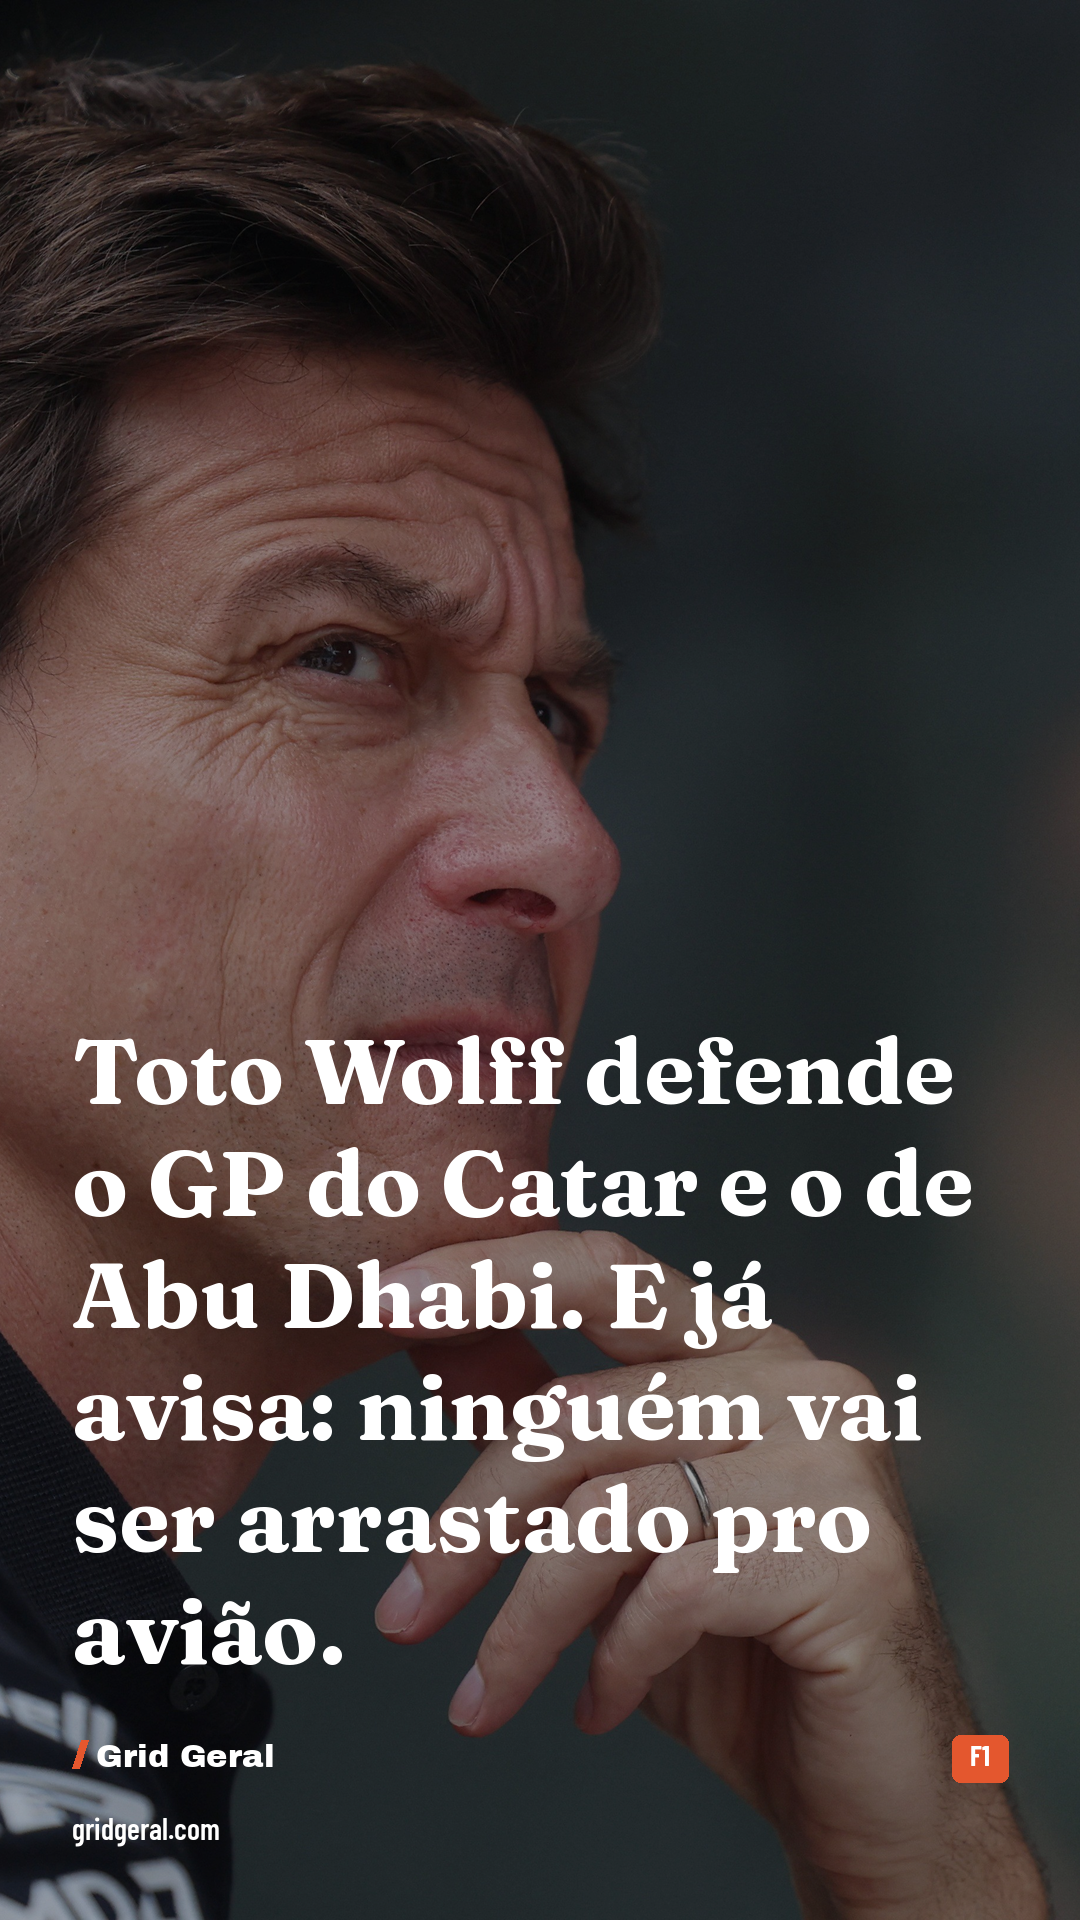 Toto Wolff defende
o GP do Catar e o de
Abu Dhabi. E já
avisa: ninguém vai
ser arrastado pro
avião.
/ Grid Geral
F1
gridgeral.com